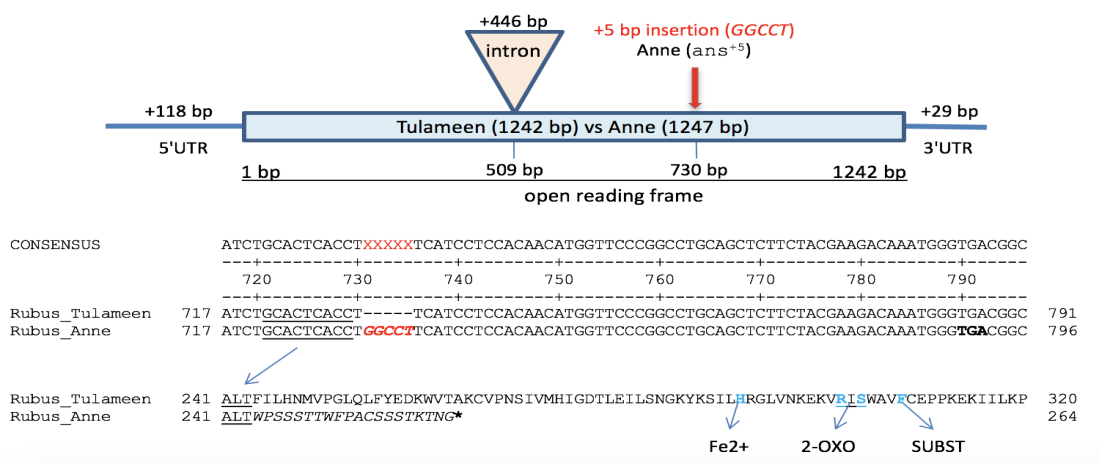 +446 bp
+5 bp insertion (GGCCT)
intron
Anne (ans+5)
+118 bp
+29 bp
Tulameen (1242 bp) vs Anne (1247 bp)
5'UTR
3'UTR
1 bp
509 bp
730 bp
1242 bp
open reading frame
CONSENSUS ATCTGCACTCACCTXXXXXTCATCCTCCACAACATGGTTCCCGGCCTGCAGCTCTTCTACGAAGACAAATGGGTGACGGC
---+---------+---------+---------+---------+---------+---------+---------+------
720 730 740 750 760 770 780 790
---+---------+---------+---------+---------+---------+---------+---------+------
Rubus_Tulameen 717 ATCTGCACTCACCT-----TCATCCTCCACAACATGGTTCCCGGCCTGCAGCTCTTCTACGAAGACAAATGGGTGACGGC 791
Rubus_Anne 717 ATCTGCACTCACCTGGCCTTCATCCTCCACAACATGGTTCCCGGCCTGCAGCTCTTCTACGAAGACAAATGGGTGACGGC 796
Rubus_Tulameen 241 ALTFILHNMVPGLQLFYEDKWVTAKCVPNSIVMHIGDTLEILSNGKYKSILHRGLVNKEKVRISWAVFCEPPKEKIILKP 320
Rubus_Anne 241 ALTWPSSSTTWFPACSSSTKTNG* 264
Fe2+ 2-OXO SUBST